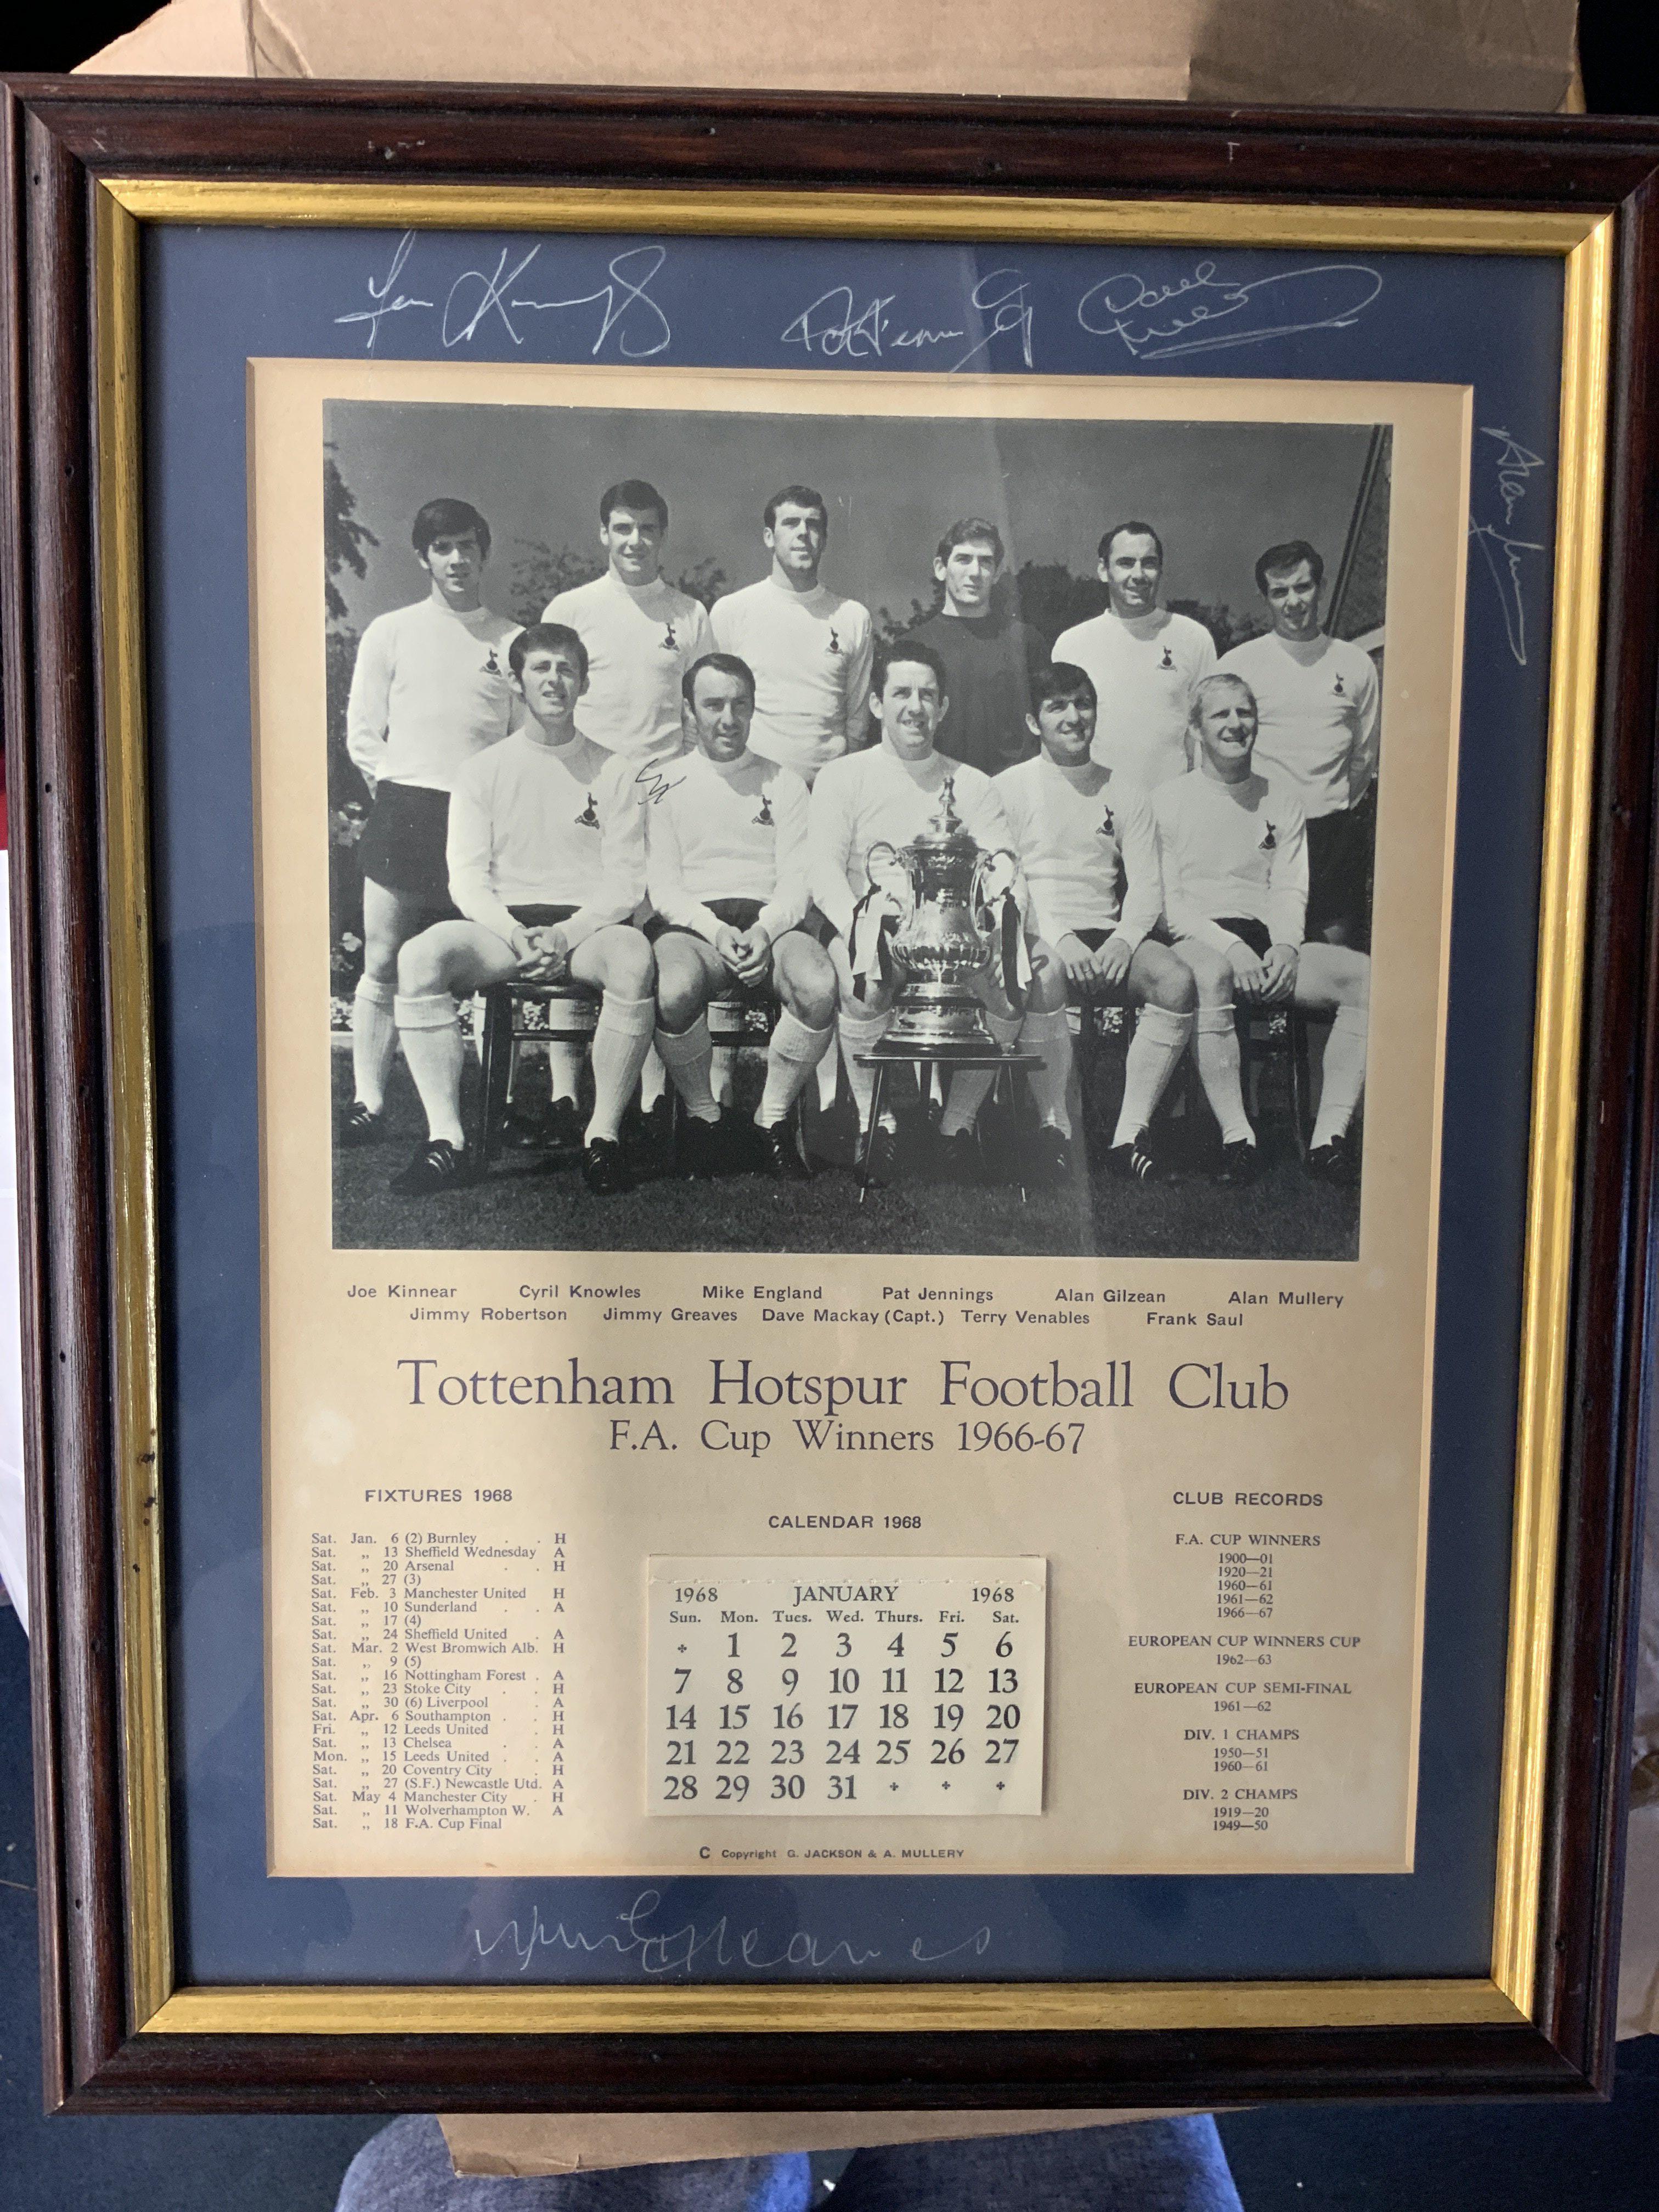 Pat Jennings
Joe Kinnear Cyril Knowles Mike England Pat Jennings Alan Gilzean Alan Mullery
Jimmy Robertson Jimmy Greaves Dave Mackay (Capt.) Terry Venables Frank Saul
Tottenham Hotspur Football Club
F.A. Cup Winners 1966-67
FIXTURES 1968
Sat. Jan. 6 (2) Burnley . . H
Sat. „ 13 Sheffield Wednesday A
Sat. „ 20 Arsenal . . H
Sat. „ 27 (3)
Sat. Feb. 3 Manchester United H
Sat. „ 10 Sunderland . . A
Sat. „ 17 (4)
Sat. „ 24 Sheffield United . A
Sat. Mar. 2 West Bromwich Alb. H
Sat. „ 9 (5)
Sat. „ 16 Nottingham Forest . A
Sat. „ 23 Stoke City . . H
Sat. „ 30 (6) Liverpool . A
Sat. Apr. 6 Southampton . . H
Fri. „ 12 Leeds United . H
Sat. „ 13 Chelsea . . A
Mon. „ 15 Leeds United . . A
Sat. „ 20 Coventry City . H
Sat. „ 27 (S.F.) Newcastle Utd. A
Sat. May 4 Manchester City . H
Sat. „ 11 Wolverhampton W. A
Sat. „ 18 F.A. Cup Final
CALENDAR 1968
1968 JANUARY 1968
Sun. Mon. Tues. Wed. Thurs. Fri. Sat.
+ 1 2 3 4 5 6
7 8 9 10 11 12 13
14 15 16 17 18 19 20
21 22 23 24 25 26 27
28 29 30 31 + + +
CLUB RECORDS
F.A. CUP WINNERS
1900—01
1920—21
1960—61
1961—62
1966—67
EUROPEAN CUP WINNERS CUP
1962—63
EUROPEAN CUP SEMI-FINAL
1961—62
DIV. 1 CHAMPS
1950—51
1960—61
DIV. 2 CHAMPS
1919—20
1949—50
C Copyright G. JACKSON & A. MULLERY